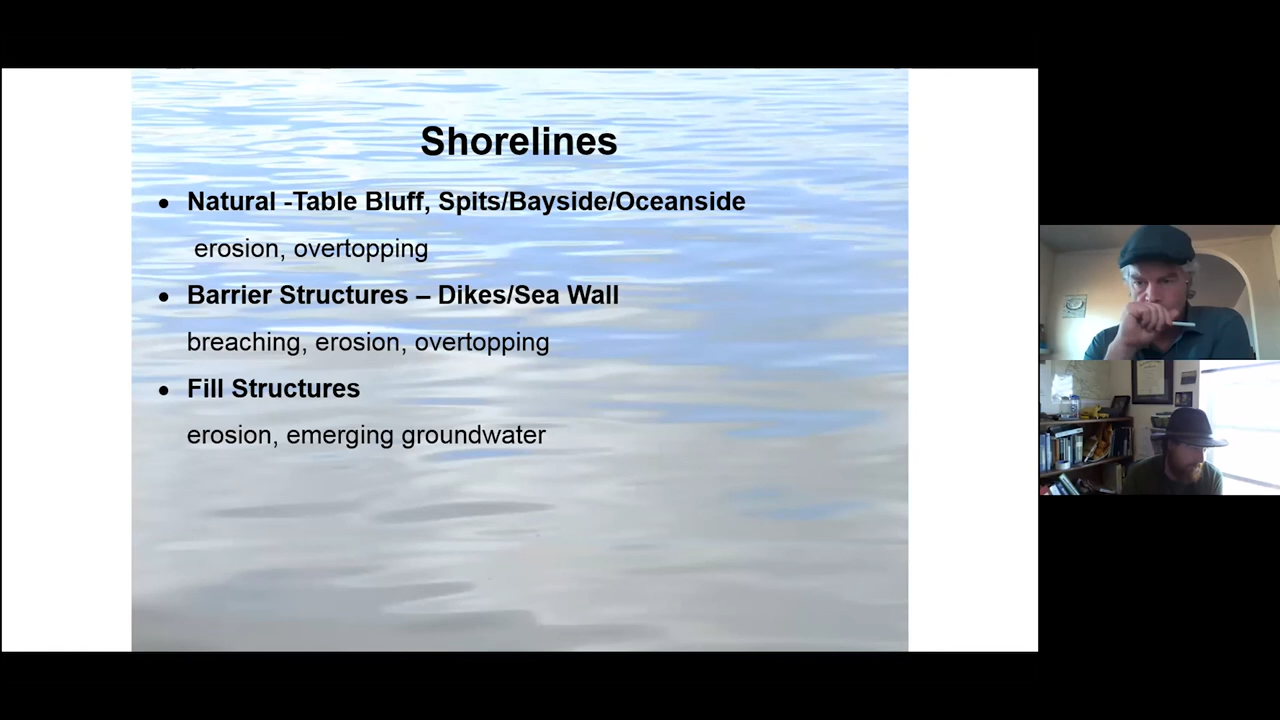 Shorelines
• Natural -Table Bluff, Spits/Bayside/Oceanside
erosion, overtopping
• Barrier Structures – Dikes/Sea Wall
breaching, erosion, overtopping
• Fill Structures
erosion, emerging groundwater